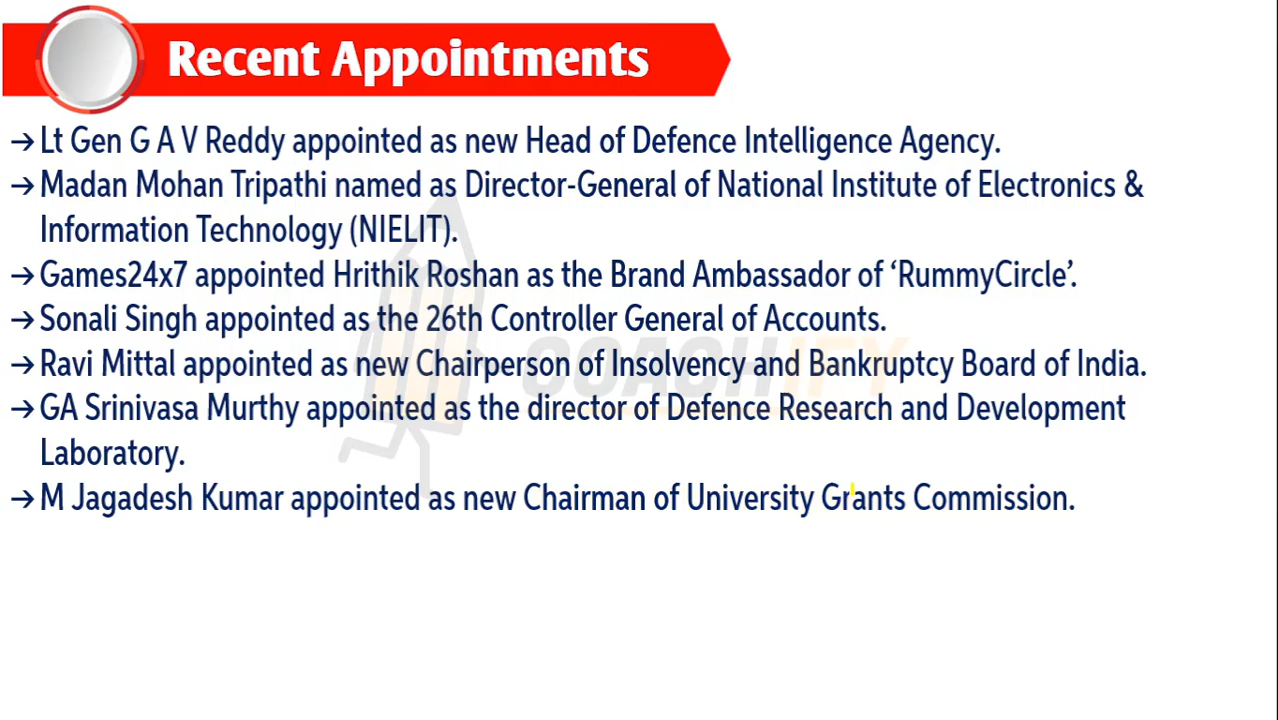 Recent Appointments
→Lt Gen G A V Reddy appointed as new Head of Defence Intelligence Agency.
→Madan Mohan Tripathi named as Director-General of National Institute of Electronics &
Information Technology (NIELIT).
→Games24x7 appointed Hrithik Roshan as the Brand Ambassador of ‘RummyCircle’.
→Sonali Singh appointed as the 26th Controller General of Accounts.
→Ravi Mittal appointed as new Chairperson of Insolvency and Bankruptcy Board of India.
COACHIFY
→GA Srinivasa Murthy appointed as the director of Defence Research and Development
Laboratory.
→M Jagadesh Kumar appointed as new Chairman of University Grants Commission.